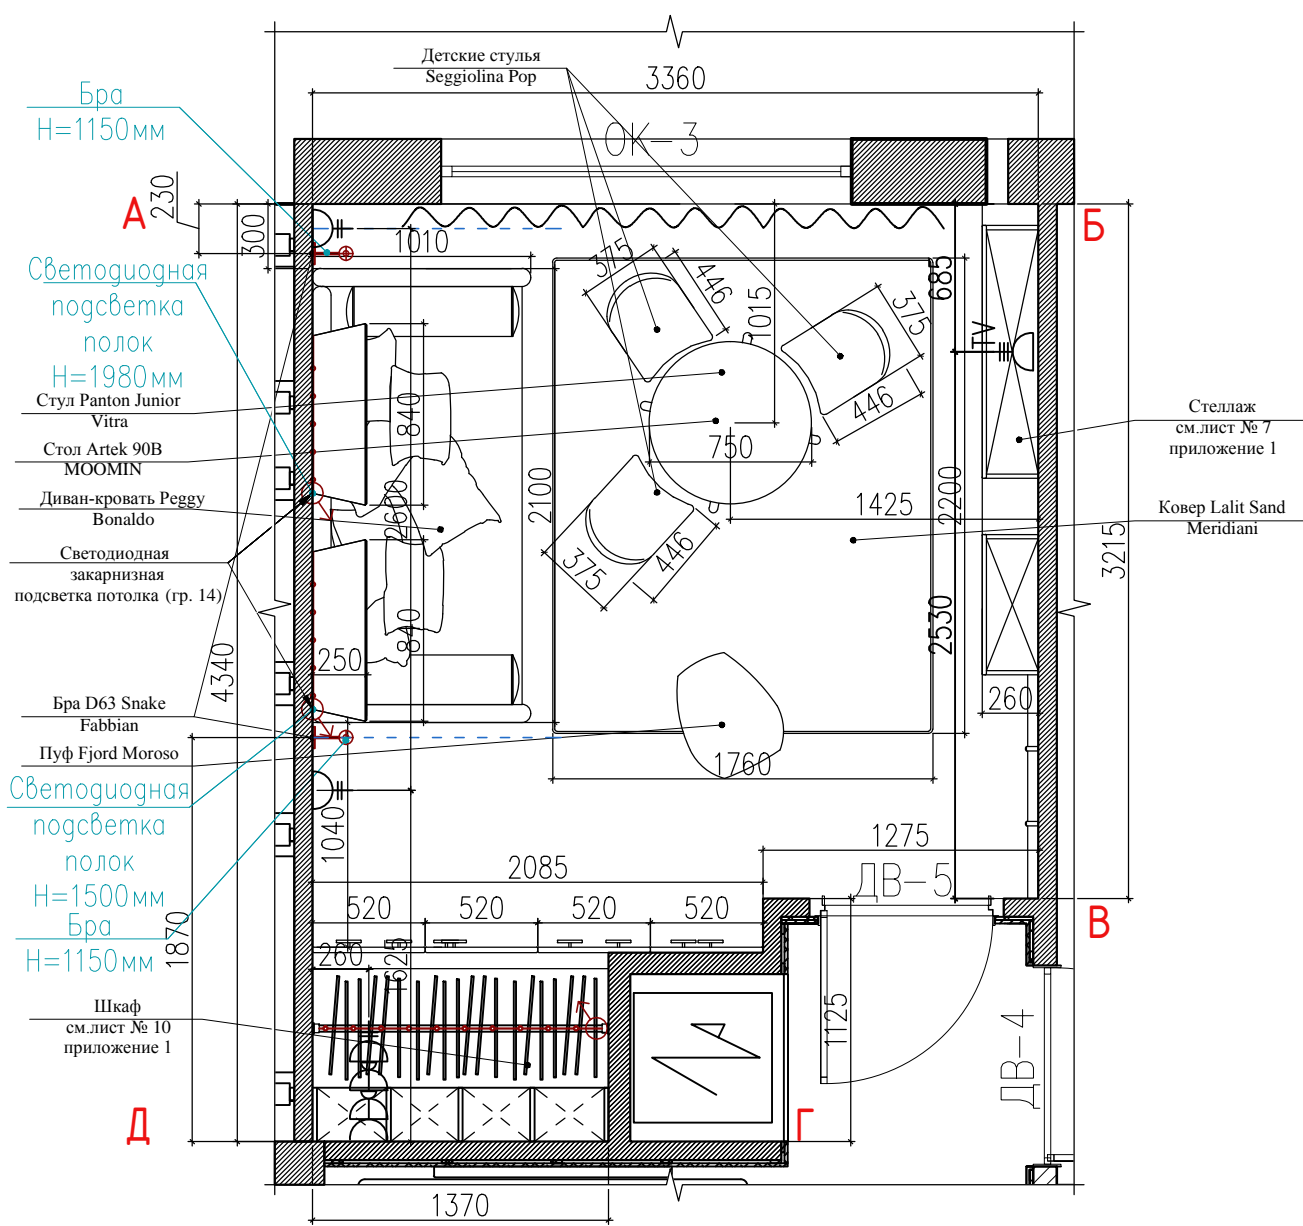 Детские стулья
Seggiolina Pop
3360
Бра
H=1150мм
ОК-3
А
Б
230
300
1010
Светодиодная
подсветка
полок
H=1980мм
375
446
1015
375
446
685
TV
Стул Panton Junior
Vitra
Стол Artek 90B
MOOMIN
Диван-кровать Peggy
Bonaldo
Светодиодная
закарнизная
подсветка потолка (гр. 14)
840
2600
840
250
2100
750
1425
2200
375
446
2530
3215
Стеллаж
см.лист № 7
приложение 1
Ковер Lalit Sand
Meridiani
4340
Бра D63 Snake
Fabbian
Пуф Fjord Moroso
260
1760
Светодиодная
подсветка
полок
H=1500мм
Бра
H=1150мм
1040
1870
2085
1275
ДВ-5
520
520
520
520
260
1625
В
Шкаф
см.лист № 10
приложение 1
1125
ДВ-4
Д
Г
1370